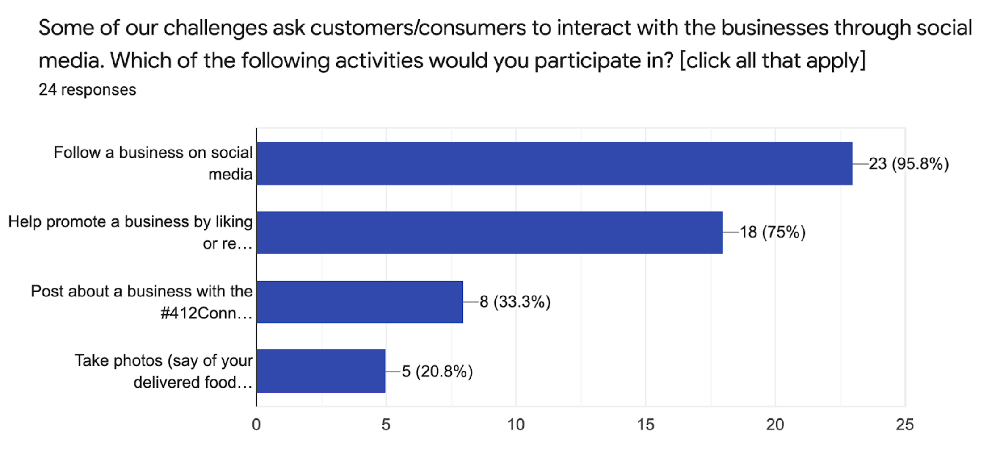 Some of our challenges ask customers/consumers to interact with the businesses through social
media. Which of the following activities would you participate in? [click all that apply]
24 responses
Follow a business on social
media
23 (95.8%)
Help promote a business by liking
or re…
18 (75%)
Post about a business with the
#412Conn…
8 (33.3%)
Take photos (say of your
delivered food…
5 (20.8%)
0 5 10 15 20 25